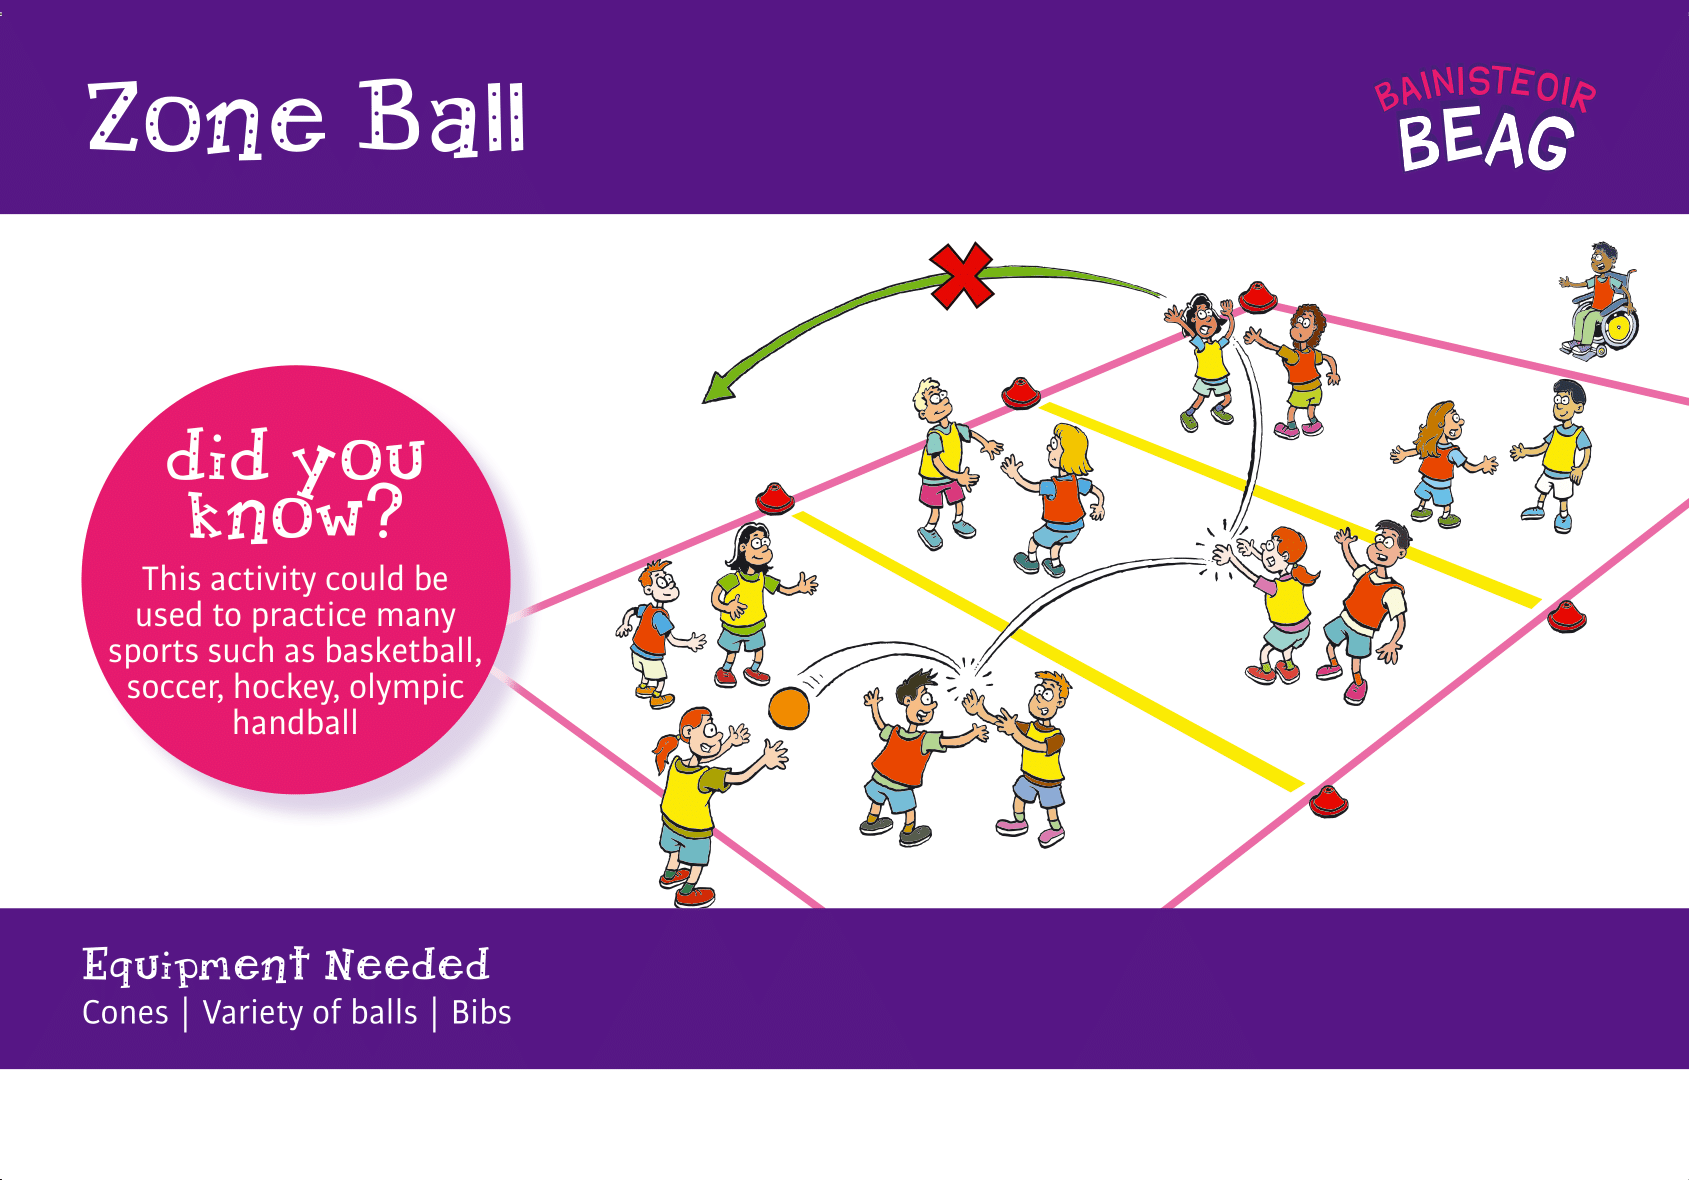 Zone Ball
BAINISTEOIR
BEAG
did you
know?
This activity could be
used to practice many
sports such as basketball,
soccer, hockey, olympic
handball
Equipment Needed
Cones | Variety of balls | Bibs